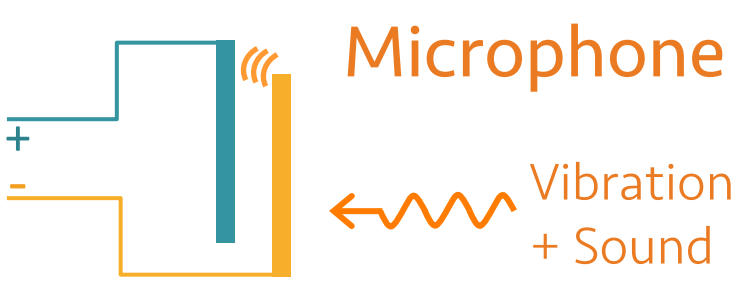 Microphone
+
-
Vibration
+ Sound